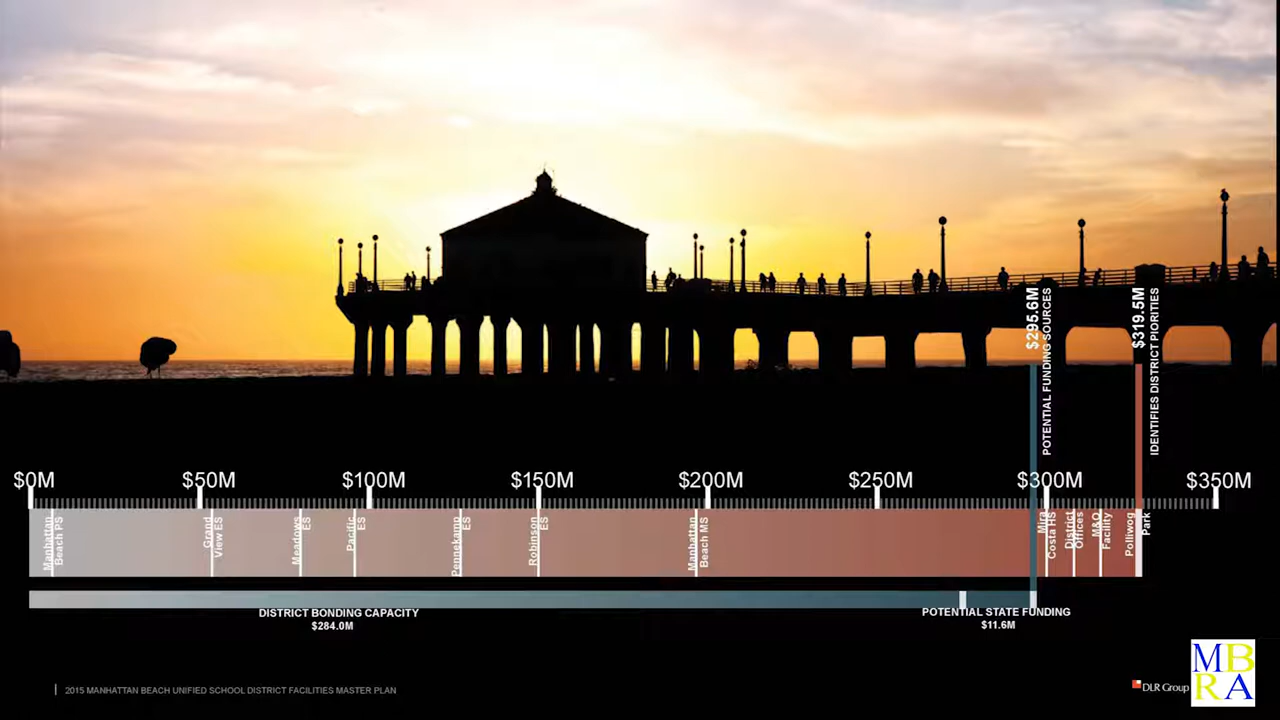 $295.6M
POTENTIAL FUNDING SOURCES
$319.5M
IDENTIFIES DISTRICT PIORITIES
$0M $50M $100M $150M $200M $250M $300M $350M
Manhattan
Beach PS
Grand
View ES
Meadows
ES
Pacific
ES
Pennekamp
ES
Robinson
ES
Manhattan
Beach MS
Mira
Costa HS
District
Offices
M&O
Facility
Polliwog
Park
DISTRICT BONDING CAPACITY
$284.0M
POTENTIAL STATE FUNDING
$11.6M
2015 MANHATTAN BEACH UNIFIED SCHOOL DISTRICT FACILITIES MASTER PLAN
DLR Group
MB
RA